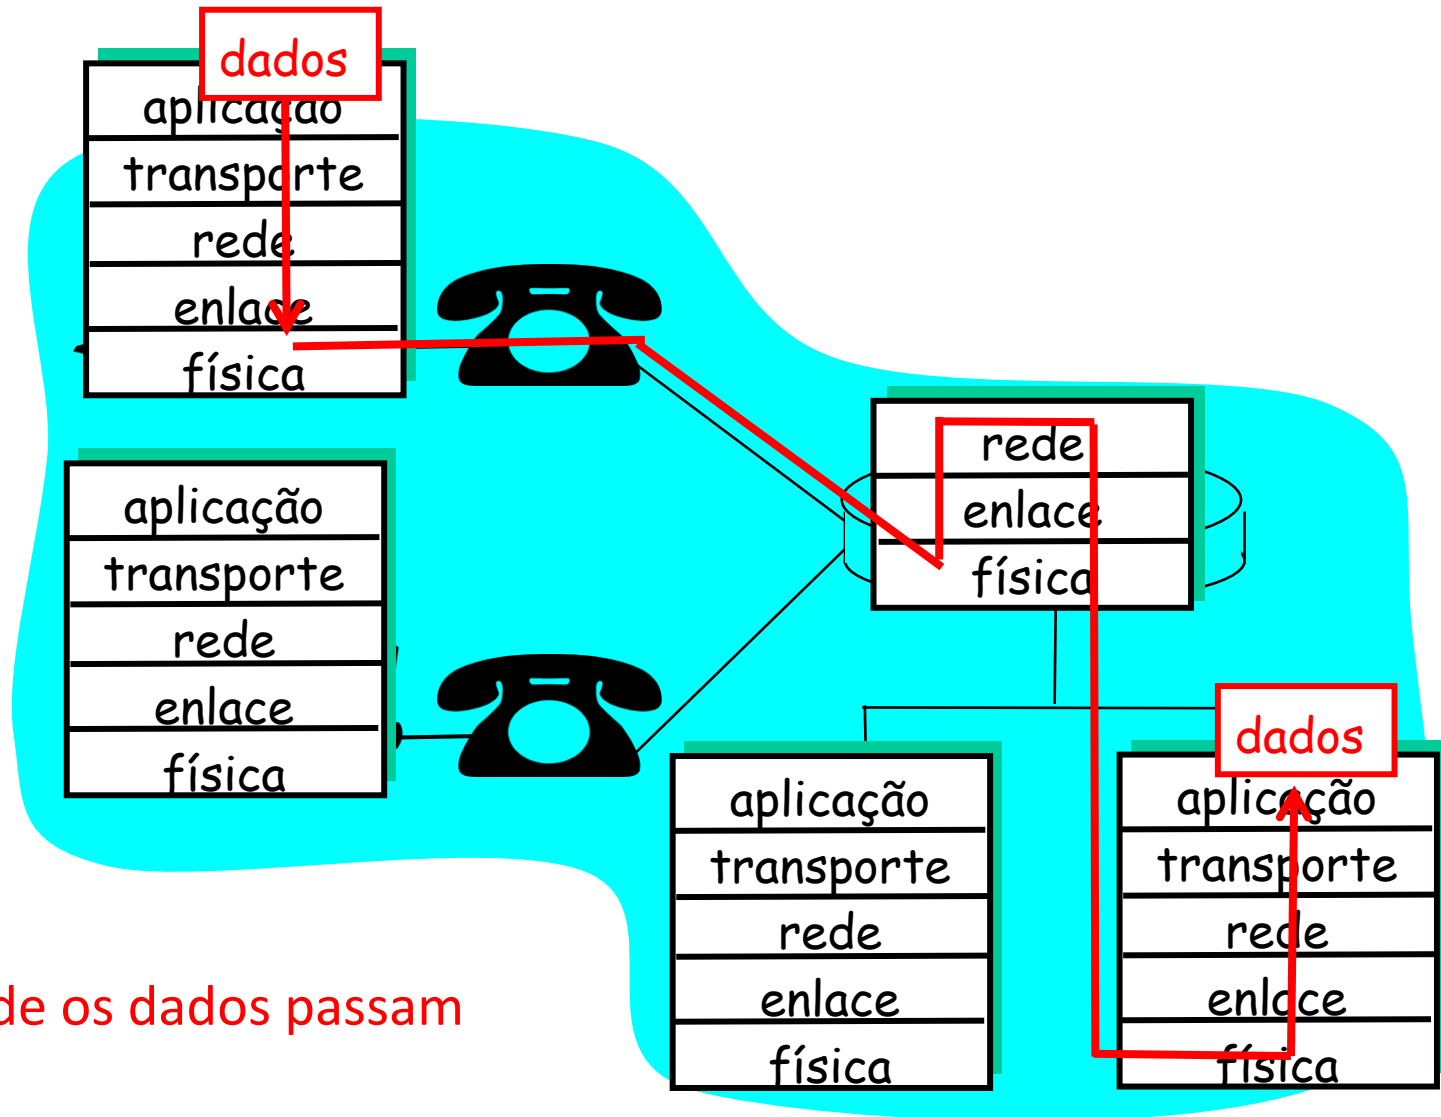 dados
aplicação
transporte
rede
enlace
física
rede
enlace
física
aplicação
transporte
rede
enlace
física
dados
aplicação
transporte
rede
enlace
física
aplicação
transporte
rede
enlace
física
de os dados passam